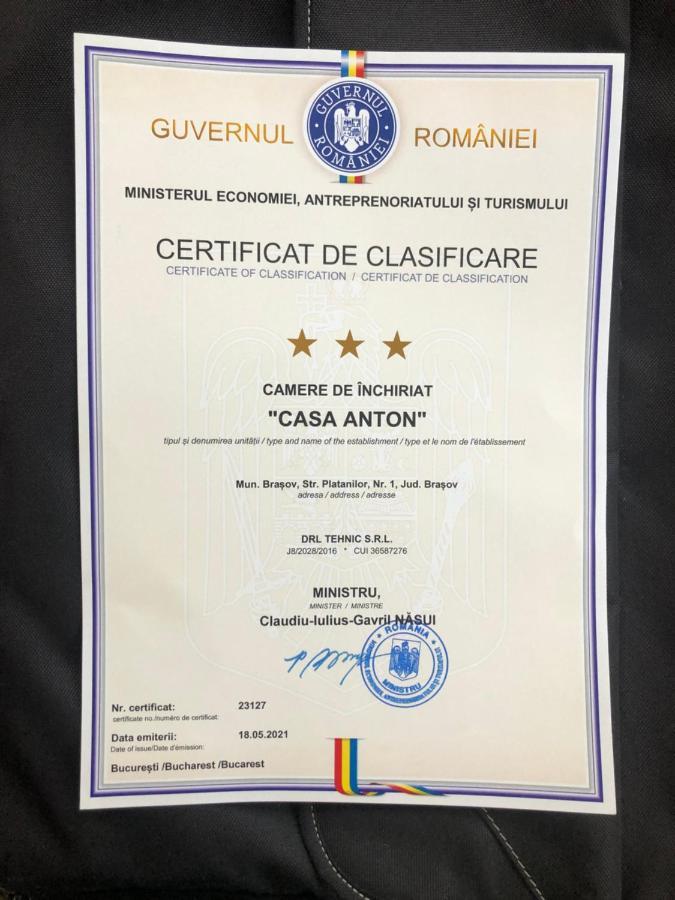 GUVERNUL ROMÂNIEI
GUVERNUL
ROMÂNIEI
MINISTERUL ECONOMIEI, ANTREPRENORIATULUI ȘI TURISMULUI
CERTIFICAT DE CLASIFICARE
CERTIFICATE OF CLASSIFICATION / CERTIFICAT DE CLASSIFICATION
CAMERE DE ÎNCHIRIAT
"CASA ANTON"
tipul și denumirea unității / type and name of the establishment / type et le nom de l'établissement
Mun. Brașov, Str. Platanilor, Nr. 1, Jud. Brașov
adresa / address / adresse
DRL TEHNIC S.R.L.
J8/2028/2016 * CUI 36587276
MINISTRU,
MINISTER / MINISTRE
Claudiu-Iulius-Gavril NĂSUI
ROMÂNIA
MINISTRU
Nr. certificat: 23127
certificate no./numéro de certificat:
Data emiterii: 18.05.2021
Date of issue/Date d'émission:
București /Bucharest /Bucarest